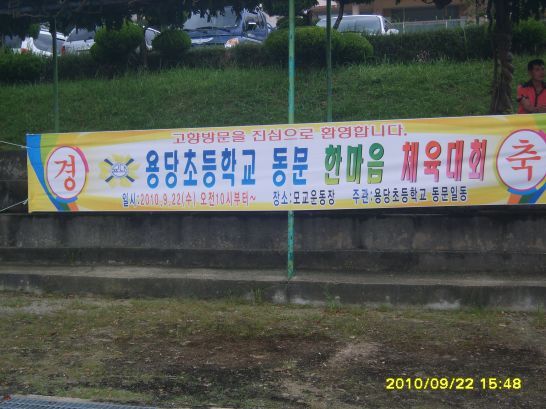 고향방문을 진심으로 환영합니다.
경 용당초등학교 동문 한마음 체육대회 축
일시:2010.9.22(수) 오전10시부터~ 장소:모교운동장 주관:용당초등학교 동문일동
2010/09/22 15:48